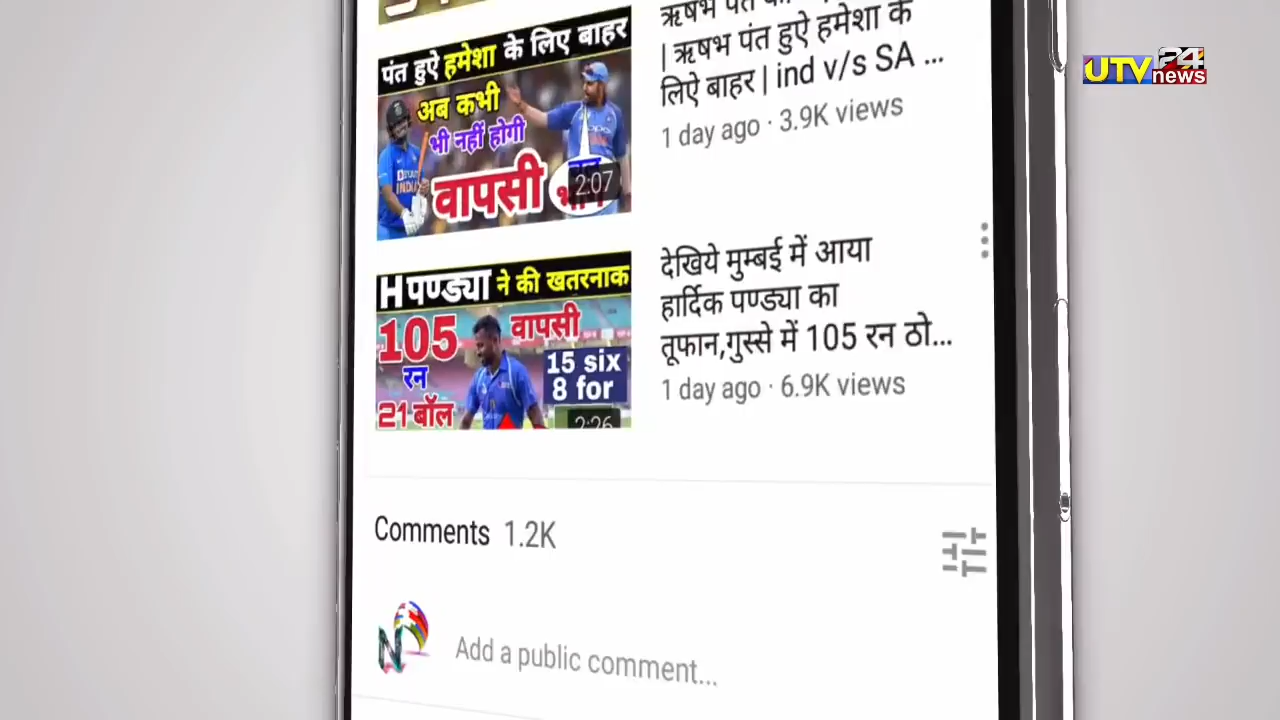 पंत हुऐ हमेशा के लिए बाहर
अब कभी
भी नहीं होगी
वापसी
2:07
| ऋषभ पंत हुऐ हमेशा के
लिऐ बाहर | ind v/s SA ...
1 day ago · 3.9K views
H पण्ड्या ने की खतरनाक
105
रन
21 बॉल
वापसी
15 six
8 for
2:26
देखिये मुम्बई में आया
हार्दिक पण्ड्या का
तूफान,गुस्से में 105 रन ठो...
1 day ago · 6.9K views
Comments 1.2K
N
Add a public comment...
UTV 24
news